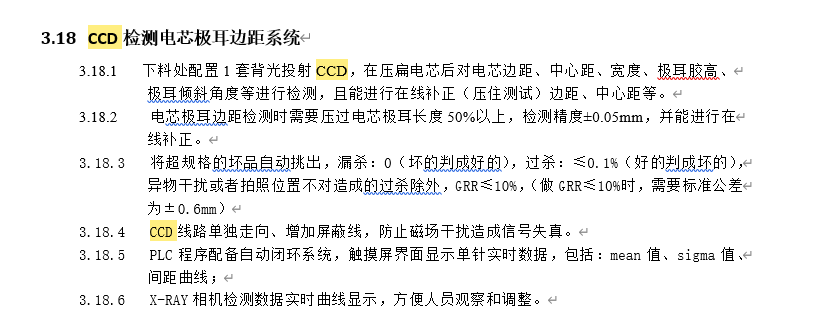 3.18 CCD 检测电芯极耳边距系统
3.18.1 下料处配置 1 套背光投射 CCD，在压扁电芯后对电芯边距、中心距、宽度、极耳胶高、
极耳倾斜角度等进行检测，且能进行在线补正（压住测试）边距、中心距等。
3.18.2 电芯极耳边距检测时需要压过电芯极耳长度 50%以上，检测精度±0.05mm，并能进行在
线补正。
3.18.3 将超规格的坏品自动挑出，漏杀：0（坏的判成好的），过杀：≤0.1%（好的判成坏的），
异物干扰或者拍照位置不对造成的过杀除外，GRR≤10%，（做 GRR≤10%时，需要标准公差
为±0.6mm）
3.18.4 CCD 线路单独走向、增加屏蔽线，防止磁场干扰造成信号失真。
3.18.5 PLC 程序配备自动闭环系统，触摸屏界面显示单针实时数据，包括：mean 值、sigma 值、
间距曲线；
3.18.6 X-RAY 相机检测数据实时曲线显示，方便人员观察和调整。